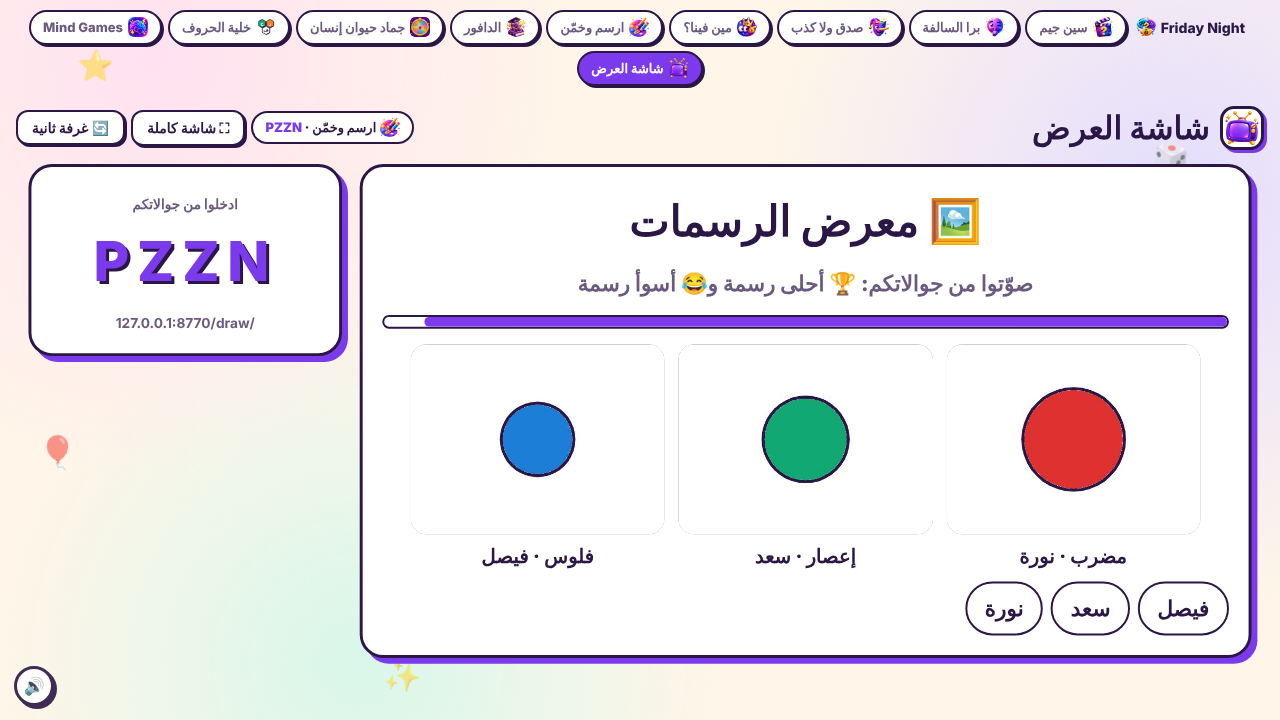 Friday Night
سين جيم
برا السالفة
صدق ولا كذب
مين فينا؟
ارسم وخمّن
الدافور
جماد حيوان إنسان
خلية الحروف
Mind Games
شاشة العرض
شاشة العرض
ارسم وخمّن · PZZN
شاشة كاملة
غرفة ثانية
معرض الرسمات
صوّتوا من جوالاتكم: أحلى رسمة و أسوأ رسمة
مضرب · نورة
إعصار · سعد
فلوس · فيصل
فيصل
سعد
نورة
ادخلوا من جوالاتكم
PZZN
127.0.0.1:8770/draw/